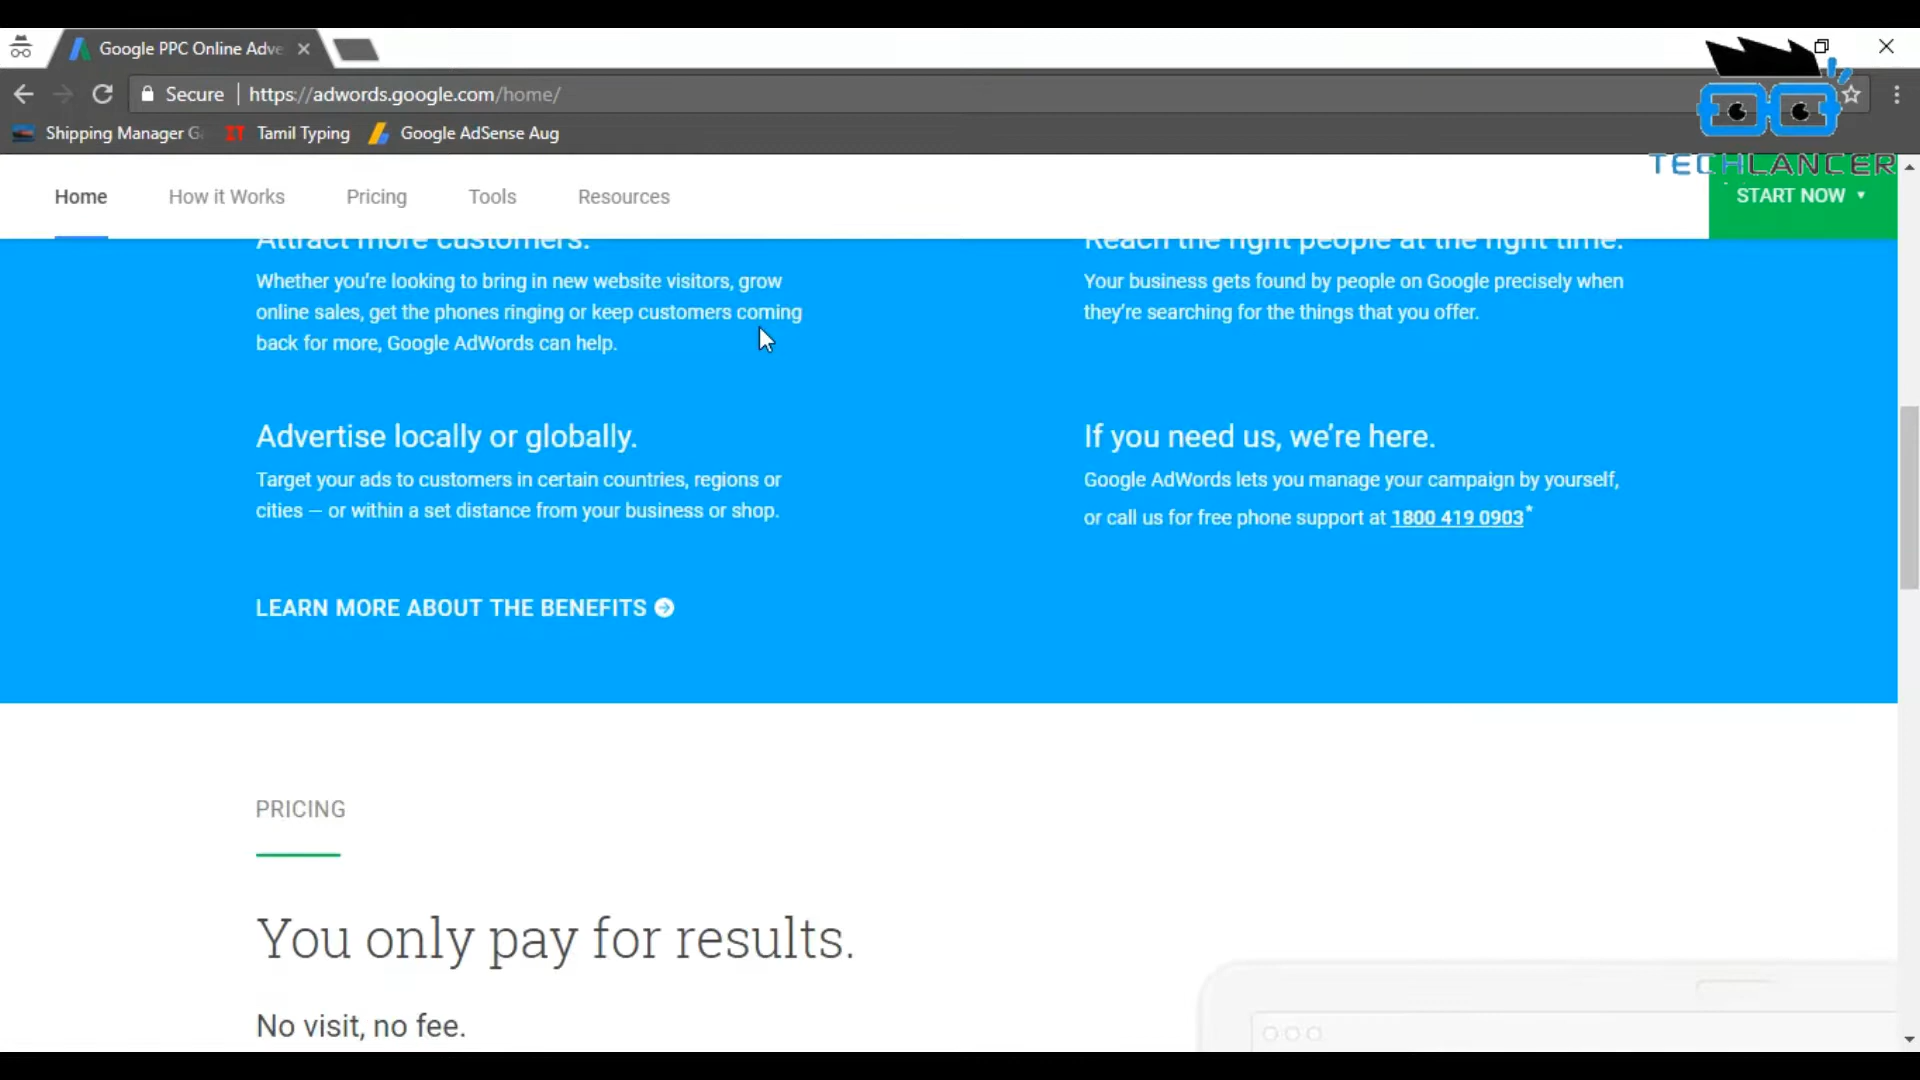 Google PPC Online Adve
Secure | https://adwords.google.com/home/
Shipping Manager G
Tamil Typing
Google AdSense Aug
TECHLANCER
Home
How it Works
Pricing
Tools
Resources
START NOW
Attract more customers.
Whether you’re looking to bring in new website visitors, grow
online sales, get the phones ringing or keep customers coming
back for more, Google AdWords can help.
Reach the right people at the right time.
Your business gets found by people on Google precisely when
they’re searching for the things that you offer.
Advertise locally or globally.
Target your ads to customers in certain countries, regions or
cities — or within a set distance from your business or shop.
If you need us, we’re here.
Google AdWords lets you manage your campaign by yourself,
or call us for free phone support at 1800 419 0903*
LEARN MORE ABOUT THE BENEFITS
PRICING
You only pay for results.
No visit, no fee.